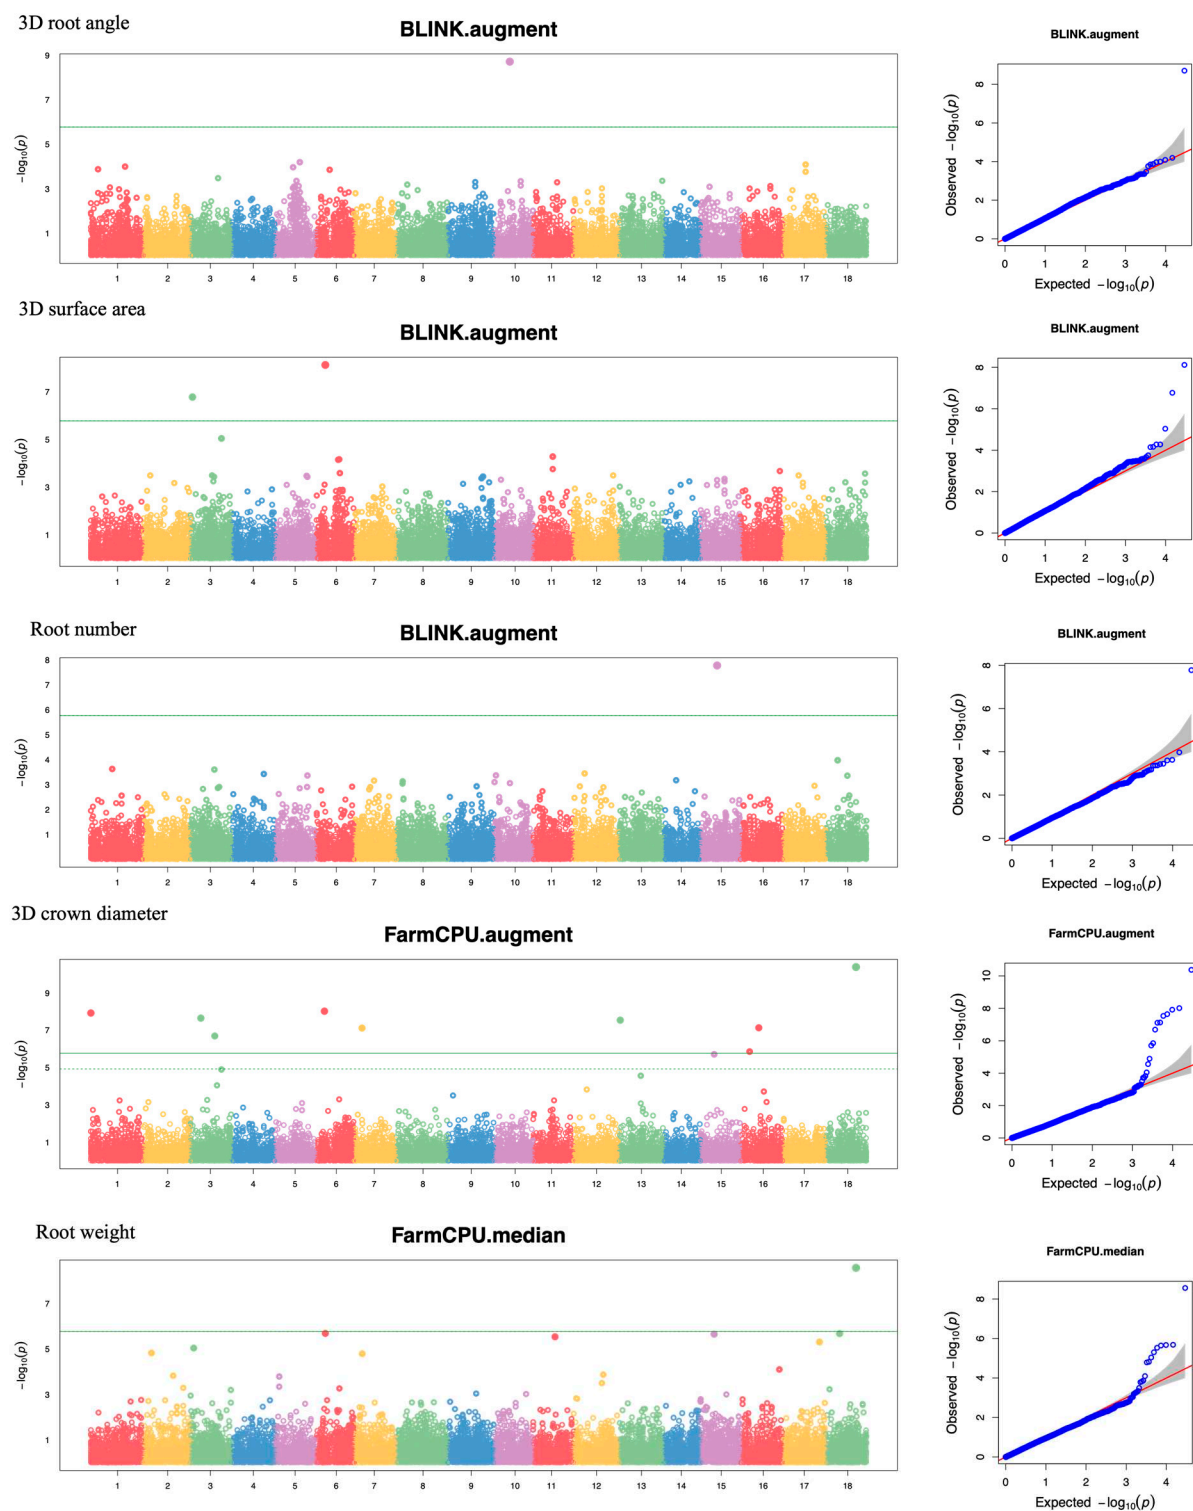 3D root angle
BLINK.augment
BLINK.augment
9
7
5
3
1
−log10(p)
1 2 3 4 5 6 7 8 9 10 11 12 13 14 15 16 17 18
Observed −log10(p)
8
6
4
2
0
0 1 2 3 4
Expected −log10(p)
3D surface area
BLINK.augment
BLINK.augment
7
5
3
1
−log10(p)
1 2 3 4 5 6 7 8 9 10 11 12 13 14 15 16 17 18
Observed −log10(p)
8
6
4
2
0
0 1 2 3 4
Expected −log10(p)
Root number
BLINK.augment
BLINK.augment
8
7
6
5
4
3
2
1
−log10(p)
1 2 3 4 5 6 7 8 9 10 11 12 13 14 15 16 17 18
Observed −log10(p)
8
6
4
2
0
0 1 2 3 4
Expected −log10(p)
3D crown diameter
FarmCPU.augment
FarmCPU.augment
9
7
5
3
1
−log10(p)
1 2 3 4 5 6 7 8 9 10 11 12 13 14 15 16 17 18
Observed −log10(p)
10
8
6
4
2
0
0 1 2 3 4
Expected −log10(p)
Root weight
FarmCPU.median
FarmCPU.median
7
5
3
1
−log10(p)
1 2 3 4 5 6 7 8 9 10 11 12 13 14 15 16 17 18
Observed −log10(p)
8
6
4
2
0
0 1 2 3 4
Expected −log10(p)